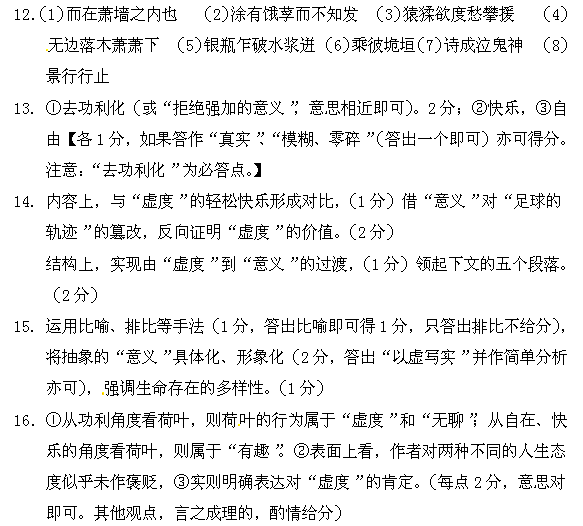 12.(1)而在萧墙之内也 (2)涂有饿莩而不知发 (3)猿猱欲度愁攀援 (4)
无边落木萧萧下 (5)银瓶乍破水浆迸 (6)乘彼垝垣(7)诗成泣鬼神 (8)
景行行止
13. ①去功利化（或“拒绝强加的意义”，意思相近即可）。2分；②快乐，③自
由【各1分，如果答作“真实”、“模糊、零碎”（答出一个即可）亦可得分。
注意：“去功利化”为必答点。】
14. 内容上，与“虚度”的轻松快乐形成对比，（1分）借“意义”对“足球的
轨迹”的篡改，反向证明“虚度”的价值。（2分）
结构上，实现由“虚度”到“意义”的过渡，（1分）领起下文的五个段落。
（2分）
15. 运用比喻、排比等手法（1分，答出比喻即可得1分，只答出排比不给分），
将抽象的“意义”具体化、形象化（2分，答出“以虚写实”并作简单分析
亦可），强调生命存在的多样性。（1分）
16. ①从功利角度看荷叶，则荷叶的行为属于“虚度”和“无聊”；从自在、快
乐的角度看荷叶，则属于“有趣”。②表面上看，作者对两种不同的人生态
度似乎未作褒贬，③实则明确表达对“虚度”的肯定。（每点2分，意思对
即可。其他观点，言之成理的，酌情给分）